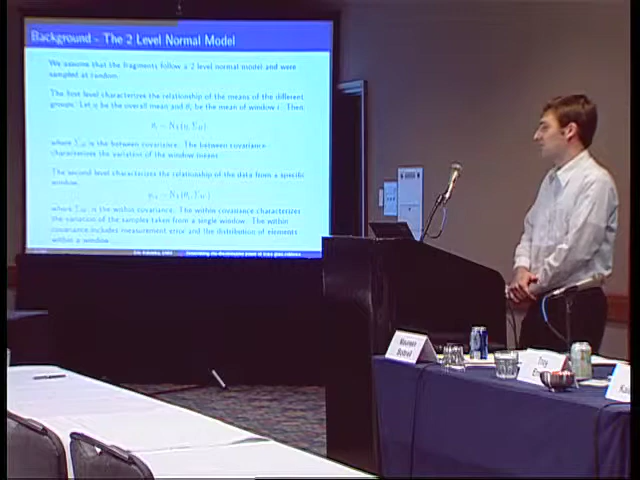 Background - The 2 Level Normal Model
We assume that the fragments follow a 2 level normal model and were
sampled at random.
The first level characterizes the relationship of the means of the different
groups. Let η be the overall mean and θi be the mean of window i. Then
where is the between covariance. The between covariance
characterizes the variation of the window means.
The second level characterizes the relationship of the data from a specific
window.
where is the within covariance. The within covariance characterizes
the variation of the samples taken from a single window. The within
covariance includes measurement error and the distribution of elements
within a window.
Troy